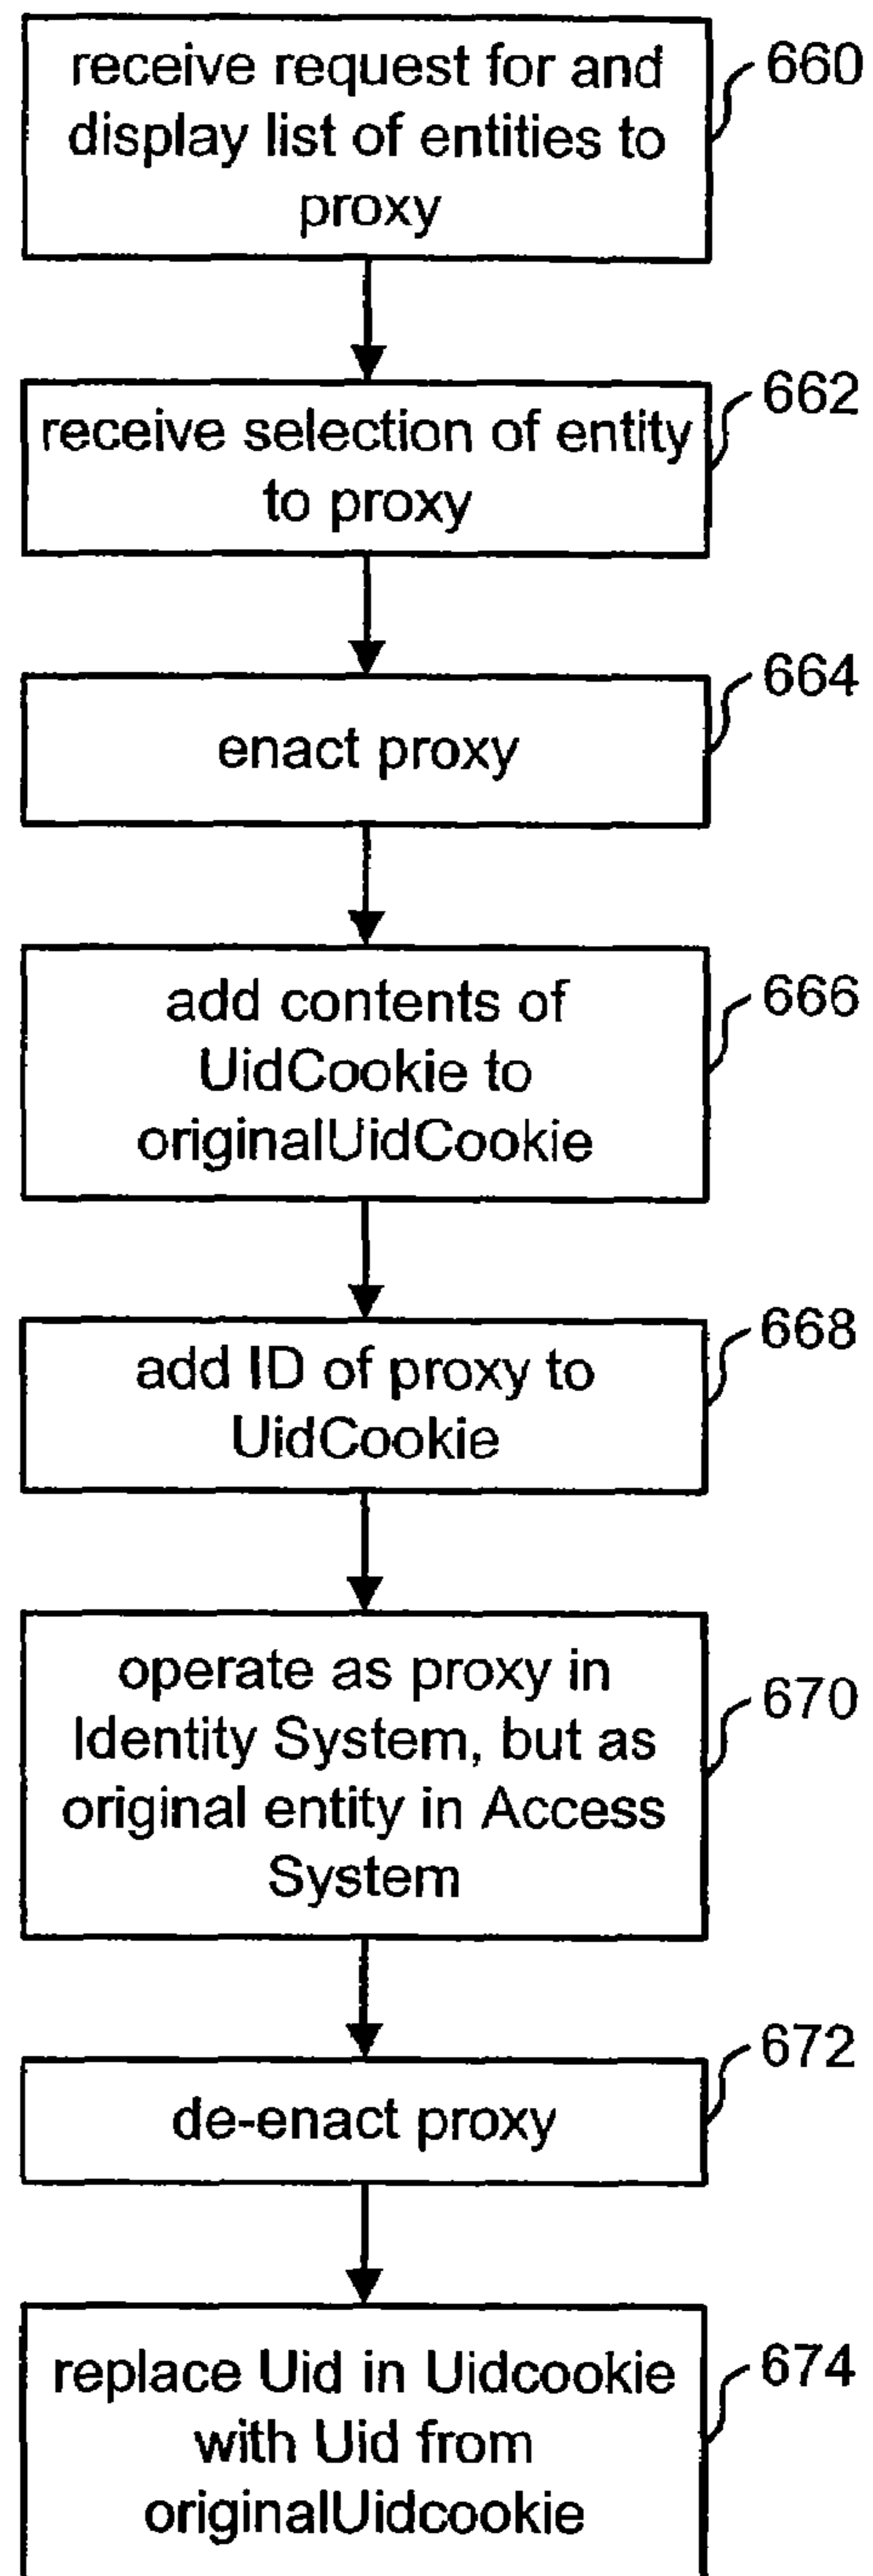 receive request for and
display list of entities to
proxy
660
receive selection of entity
to proxy
662
enact proxy
664
add contents of
UidCookie to
originalUidCookie
666
add ID of proxy to
UidCookie
668
operate as proxy in
Identity System, but as
original entity in Access
System
670
de-enact proxy
672
replace Uid in Uidcookie
with Uid from
originalUidcookie
674